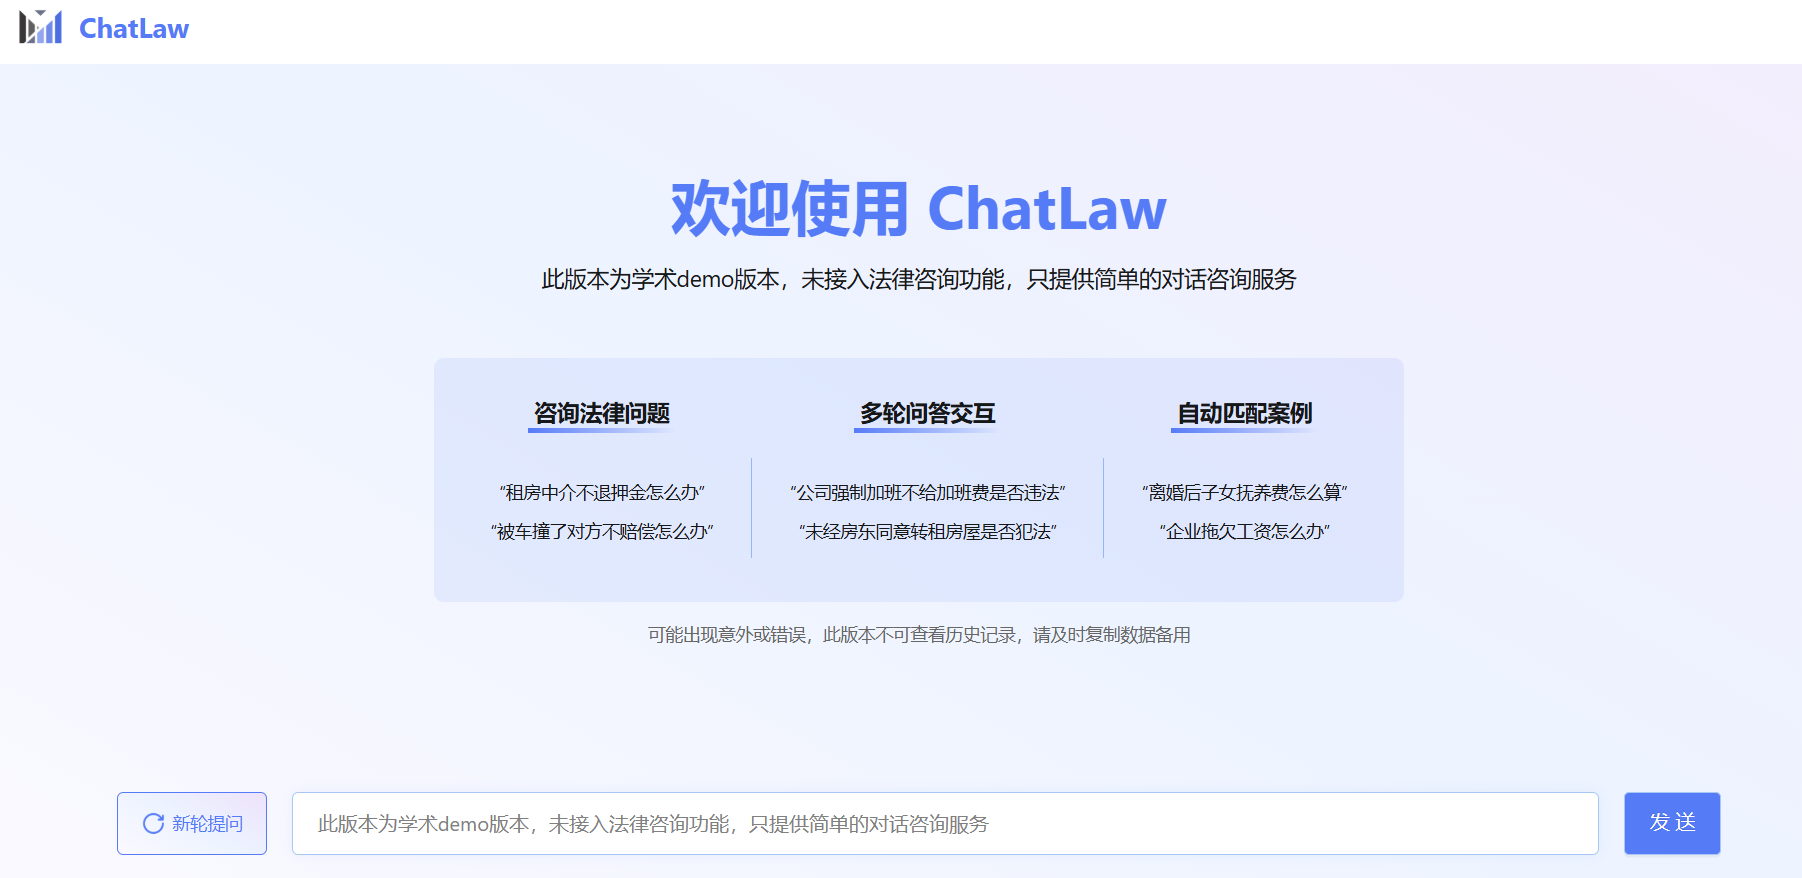 ChatLaw
欢迎使用 ChatLaw
此版本为学术demo版本，未接入法律咨询功能，只提供简单的对话咨询服务
咨询法律问题
“租房中介不退押金怎么办”
“被车撞了对方不赔偿怎么办”
多轮问答交互
“公司强制加班不给加班费是否违法”
“未经房东同意转租房屋是否犯法”
自动匹配案例
“离婚后子女抚养费怎么算”
“企业拖欠工资怎么办”
可能出现意外或错误，此版本不可查看历史记录，请及时复制数据备用
新轮提问
此版本为学术demo版本，未接入法律咨询功能，只提供简单的对话咨询服务
发 送